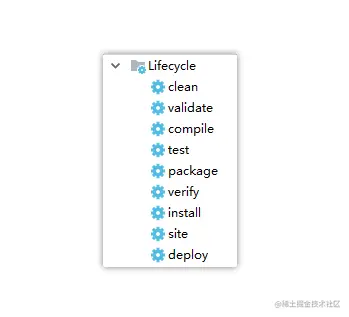 Lifecycle
clean
validate
compile
test
package
verify
install
site
deploy
@稀土掘金技术社区